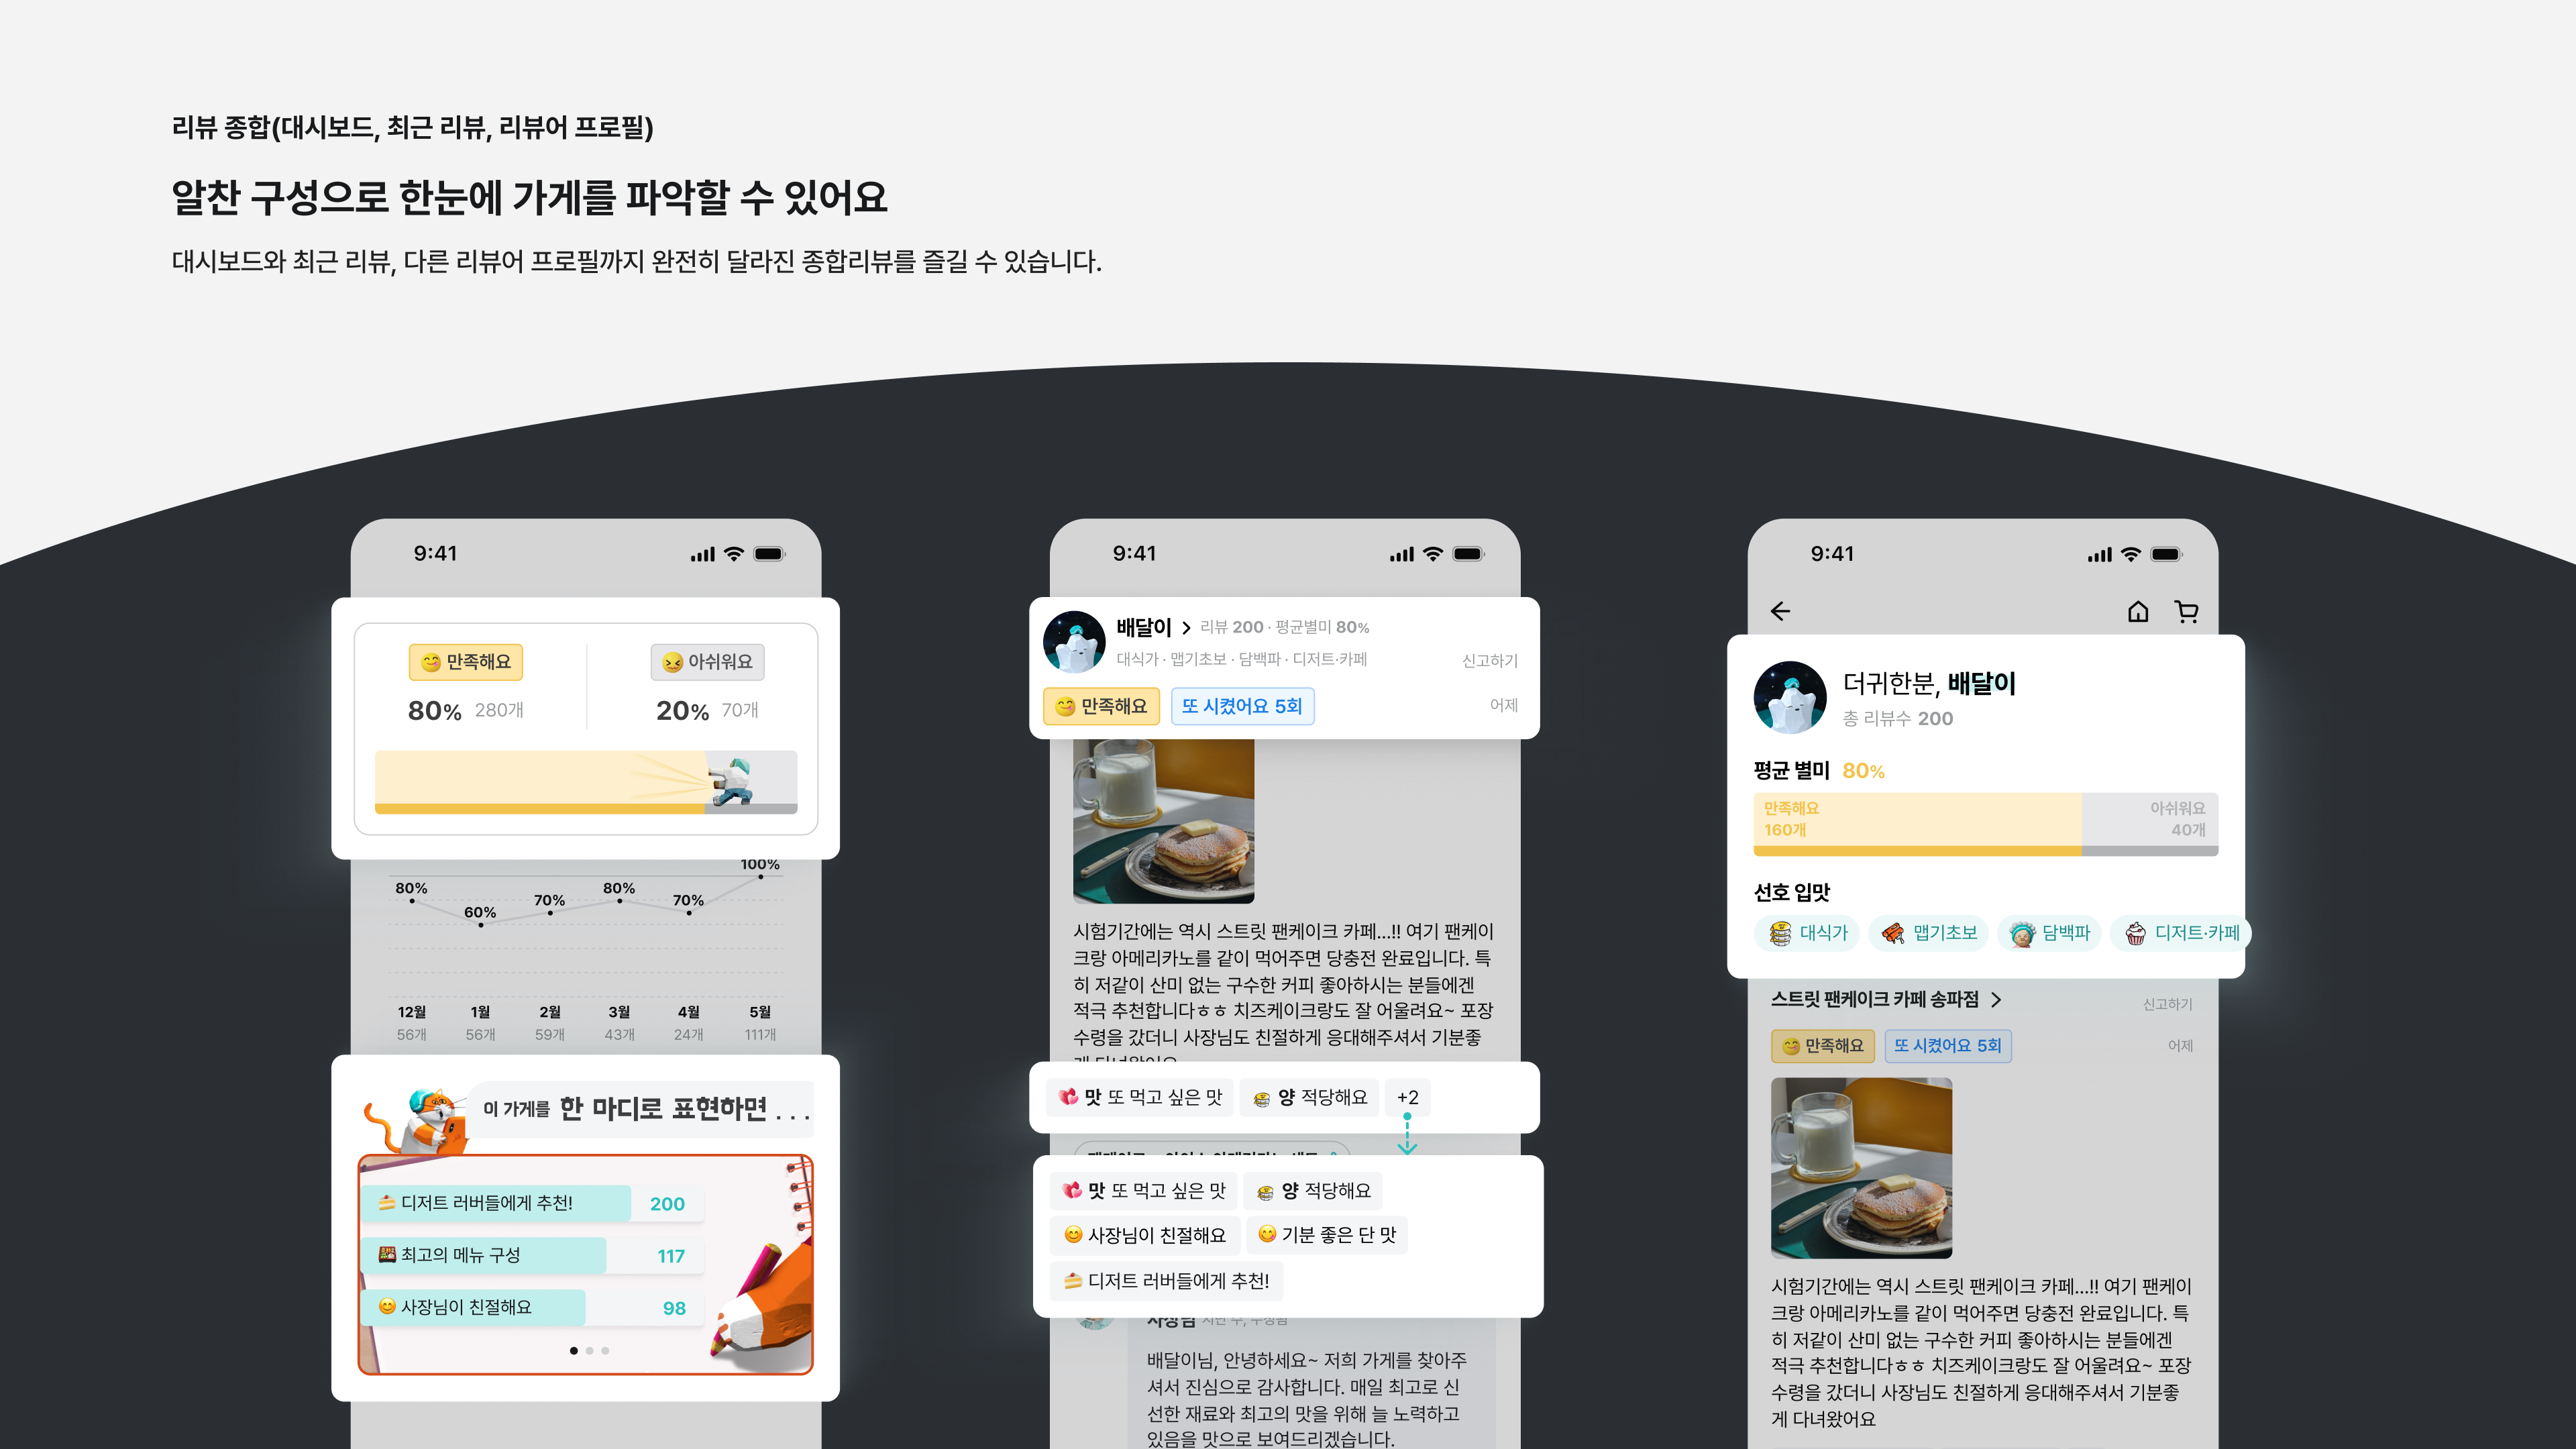 리뷰 종합(대시보드, 최근 리뷰, 리뷰어 프로필)
알찬 구성으로 한눈에 가게를 파악할 수 있어요
대시보드와 최근 리뷰, 다른 리뷰어 프로필까지 완전히 달라진 종합리뷰를 즐길 수 있습니다.
9:41
만족해요
아쉬워요
80% 280개
20% 70개
100%
80%
60%
70%
80%
70%
12월 1월 2월 3월 4월 5월
56개 56개 59개 43개 24개 111개
이 가게를 한 마디로 표현하면 . . .
디저트 러버들에게 추천! 200
최고의 메뉴 구성 117
사장님이 친절해요 98
9:41
배달이 > 리뷰 200 · 평균별미 80%
대식가 · 맵기초보 · 담백파 · 디저트·카페
신고하기
만족해요 또 시켰어요 5회
어제
시험기간에는 역시 스트릿 팬케이크 카페...!! 여기 팬케이
크랑 아메리카노를 같이 먹어주면 당충전 완료입니다. 특
히 저같이 산미 없는 구수한 커피 좋아하시는 분들에겐
적극 추천합니다ㅎㅎ 치즈케이크랑도 잘 어울려요~ 포장
수령을 갔더니 사장님도 친절하게 응대해주셔서 기분좋
맛 또 먹고 싶은 맛 양 적당해요 +2
맛 또 먹고 싶은 맛 양 적당해요
사장님이 친절해요 기분 좋은 단 맛
디저트 러버들에게 추천!
배달이님, 안녕하세요~ 저희 가게를 찾아주
셔서 진심으로 감사합니다. 매일 최고로 신
선한 재료와 최고의 맛을 위해 늘 노력하고
있음을 맛으로 보여드리겠습니다.
9:41
더귀한분, 배달이
총 리뷰수 200
평균 별미 80%
만족해요 아쉬워요
160개 40개
선호 입맛
대식가 맵기초보 담백파 디저트·카페
스트릿 팬케이크 카페 송파점 >
신고하기
만족해요 또 시켰어요 5회
어제
시험기간에는 역시 스트릿 팬케이크 카페...!! 여기 팬케이
크랑 아메리카노를 같이 먹어주면 당충전 완료입니다. 특
히 저같이 산미 없는 구수한 커피 좋아하시는 분들에겐
적극 추천합니다ㅎㅎ 치즈케이크랑도 잘 어울려요~ 포장
수령을 갔더니 사장님도 친절하게 응대해주셔서 기분좋
게 다녀왔어요